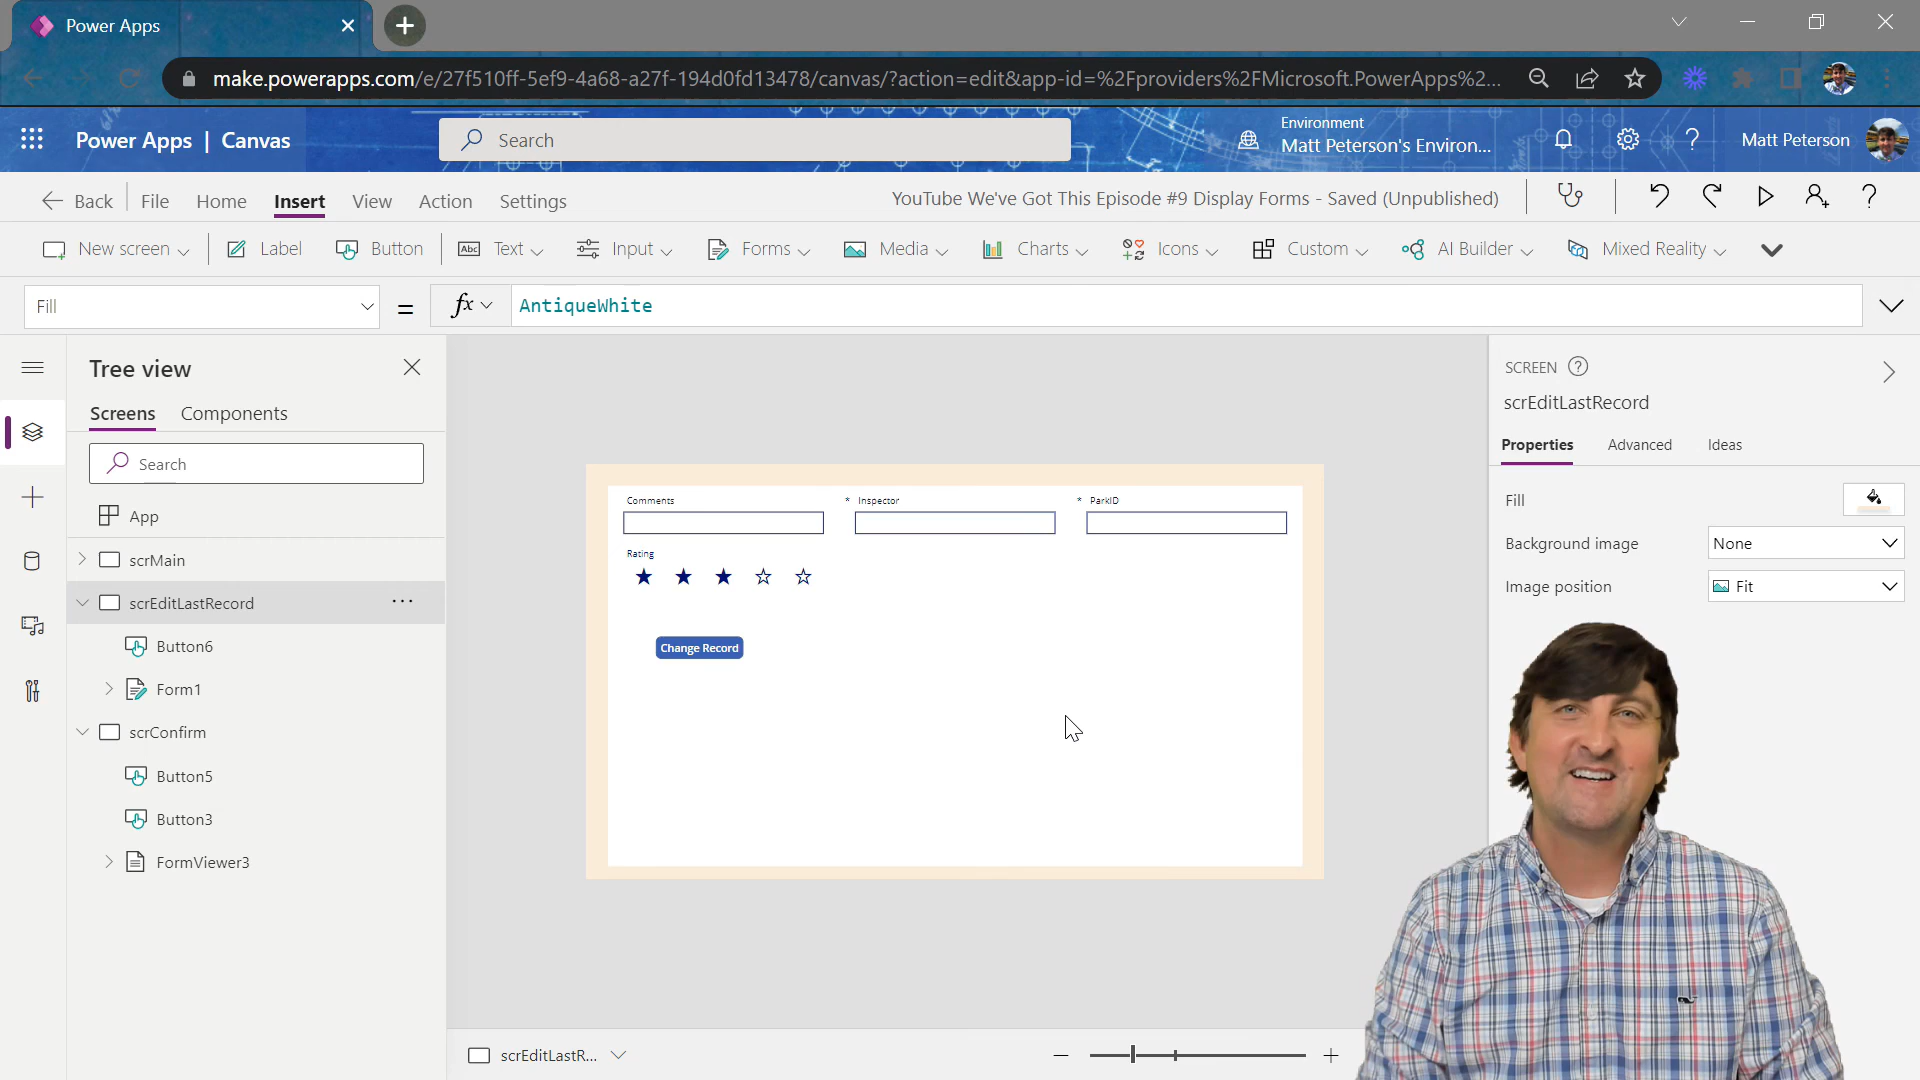 Power Apps
make.powerapps.com/e/27f510ff-5ef9-4a68-a27f-194d0fd13478/canvas/?action=edit&app-id=%2Fproviders%2FMicrosoft.PowerApps%2...
Power Apps | Canvas
Search
Environment
Matt Peterson's Environ...
Matt Peterson
Back
File
Home
Insert
View
Action
Settings
YouTube We've Got This Episode #9 Display Forms - Saved (Unpublished)
New screen
Label
Button
Abc
Text
Input
Forms
Media
Charts
Icons
Custom
AI Builder
Mixed Reality
Fill
=
fx
AntiqueWhite
Tree view
Screens
Components
Search
App
scrMain
scrEditLastRecord
Button6
Form1
scrConfirm
Button5
Button3
FormViewer3
Comments
* Inspector
* ParkID
Rating
Change Record
SCREEN
scrEditLastRecord
Properties
Advanced
Ideas
Fill
Background image
None
Image position
Fit
scrEditLastR...